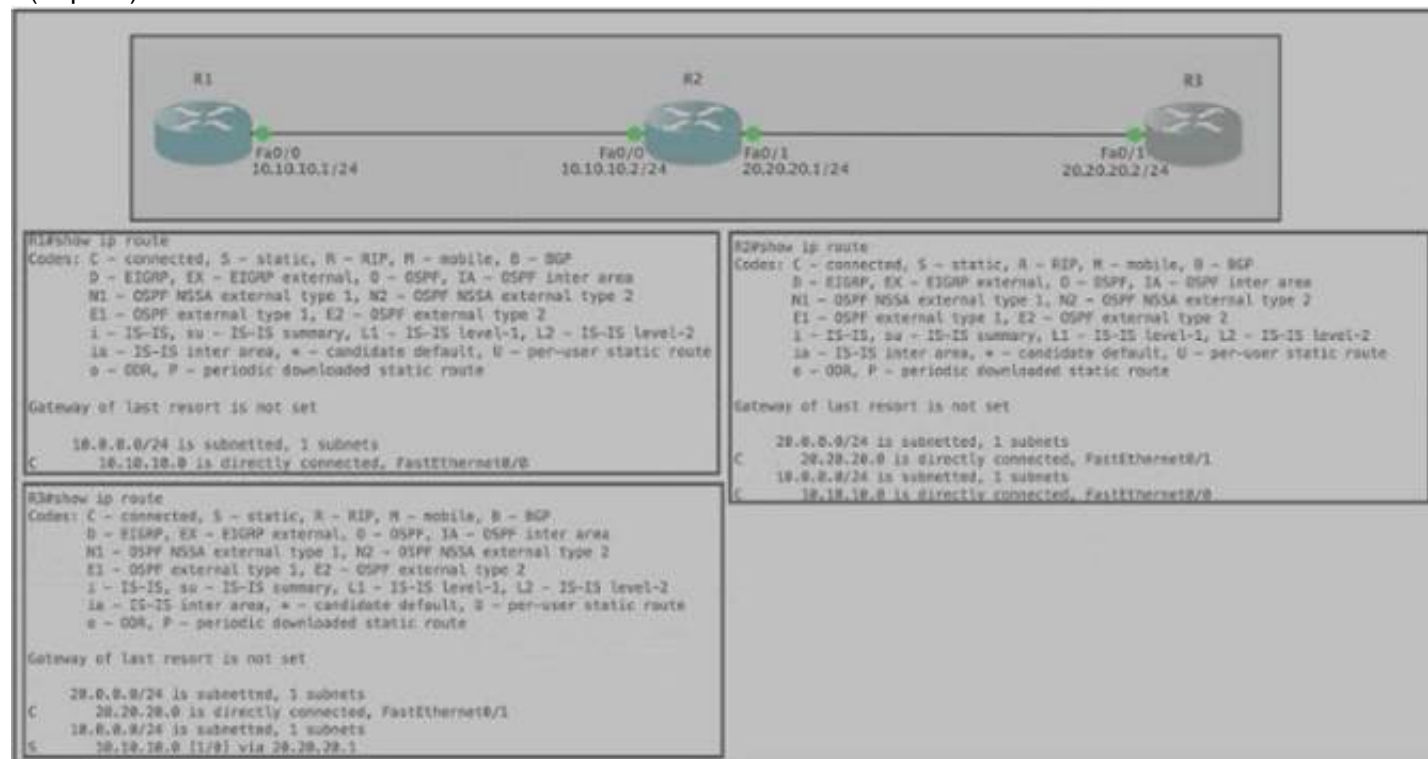 R1 R2 R3
Fa0/0 Fa0/0 Fa0/1 Fa0/1
10.10.10.1/24 10.10.10.2/24 20.20.20.1/24 20.20.20.2/24
R1#show ip route
Codes: C - connected, S - static, R - RIP, M - mobile, B - BGP
D - EIGRP, EX - EIGRP external, O - OSPF, IA - OSPF inter area
N1 - OSPF NSSA external type 1, N2 - OSPF NSSA external type 2
E1 - OSPF external type 1, E2 - OSPF external type 2
i - IS-IS, su - IS-IS summary, L1 - IS-IS level-1, L2 - IS-IS level-2
ia - IS-IS inter area, * - candidate default, U - per-user static route
o - ODR, P - periodic downloaded static route
Gateway of last resort is not set
10.0.0.0/24 is subnetted, 1 subnets
C 10.10.10.0 is directly connected, FastEthernet0/0
R2#show ip route
Codes: C - connected, S - static, R - RIP, M - mobile, B - BGP
D - EIGRP, EX - EIGRP external, O - OSPF, IA - OSPF inter area
N1 - OSPF NSSA external type 1, N2 - OSPF NSSA external type 2
E1 - OSPF external type 1, E2 - OSPF external type 2
i - IS-IS, su - IS-IS summary, L1 - IS-IS level-1, L2 - IS-IS level-2
ia - IS-IS inter area, * - candidate default, U - per-user static route
o - ODR, P - periodic downloaded static route
Gateway of last resort is not set
20.0.0.0/24 is subnetted, 1 subnets
C 20.20.20.0 is directly connected, FastEthernet0/1
10.0.0.0/24 is subnetted, 1 subnets
C 10.10.10.0 is directly connected, FastEthernet0/0
R3#show ip route
Codes: C - connected, S - static, R - RIP, M - mobile, B - BGP
D - EIGRP, EX - EIGRP external, O - OSPF, IA - OSPF inter area
N1 - OSPF NSSA external type 1, N2 - OSPF NSSA external type 2
E1 - OSPF external type 1, E2 - OSPF external type 2
i - IS-IS, su - IS-IS summary, L1 - IS-IS level-1, L2 - IS-IS level-2
ia - IS-IS inter area, * - candidate default, U - per-user static route
o - ODR, P - periodic downloaded static route
Gateway of last resort is not set
20.0.0.0/24 is subnetted, 1 subnets
C 20.20.20.0 is directly connected, FastEthernet0/1
10.0.0.0/24 is subnetted, 1 subnets
S 10.10.10.0 [1/0] via 20.20.20.1